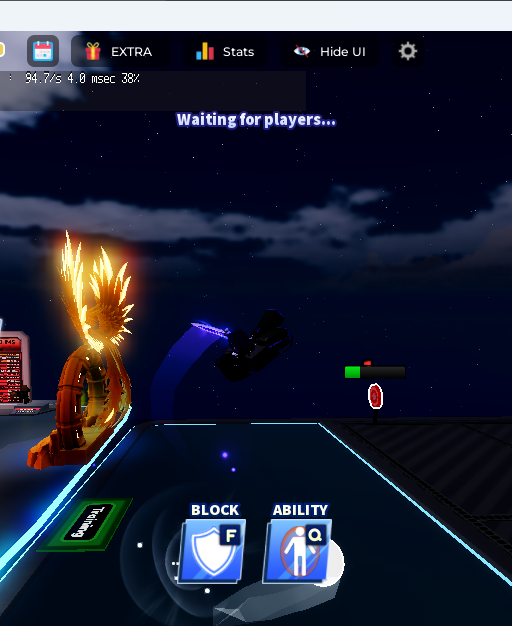 EXTRA
Stats
Hide UI
: 94.7/s 4.0 msec 38%
Waiting for players...
Training
BLOCK
ABILITY
F
Q